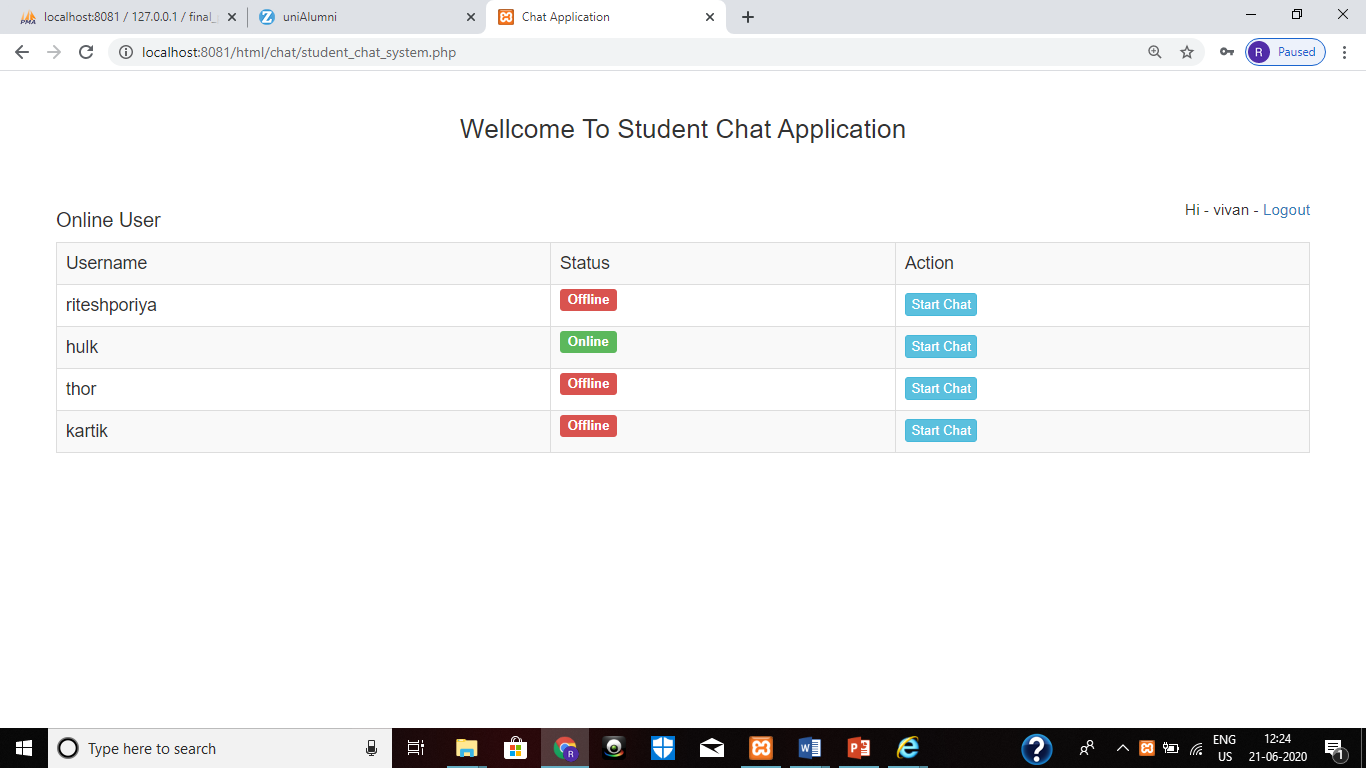 localhost:8081 / 127.0.0.1 / final_
uniAlumni
Chat Application
localhost:8081/html/chat/student_chat_system.php
R
Paused
Wellcome To Student Chat Application
Online User
Hi - vivan - Logout
Username Status Action
riteshporiya Offline Start Chat
hulk Online Start Chat
thor Offline Start Chat
kartik Offline Start Chat
Type here to search
ENG
US
12:24
21-06-2020
1